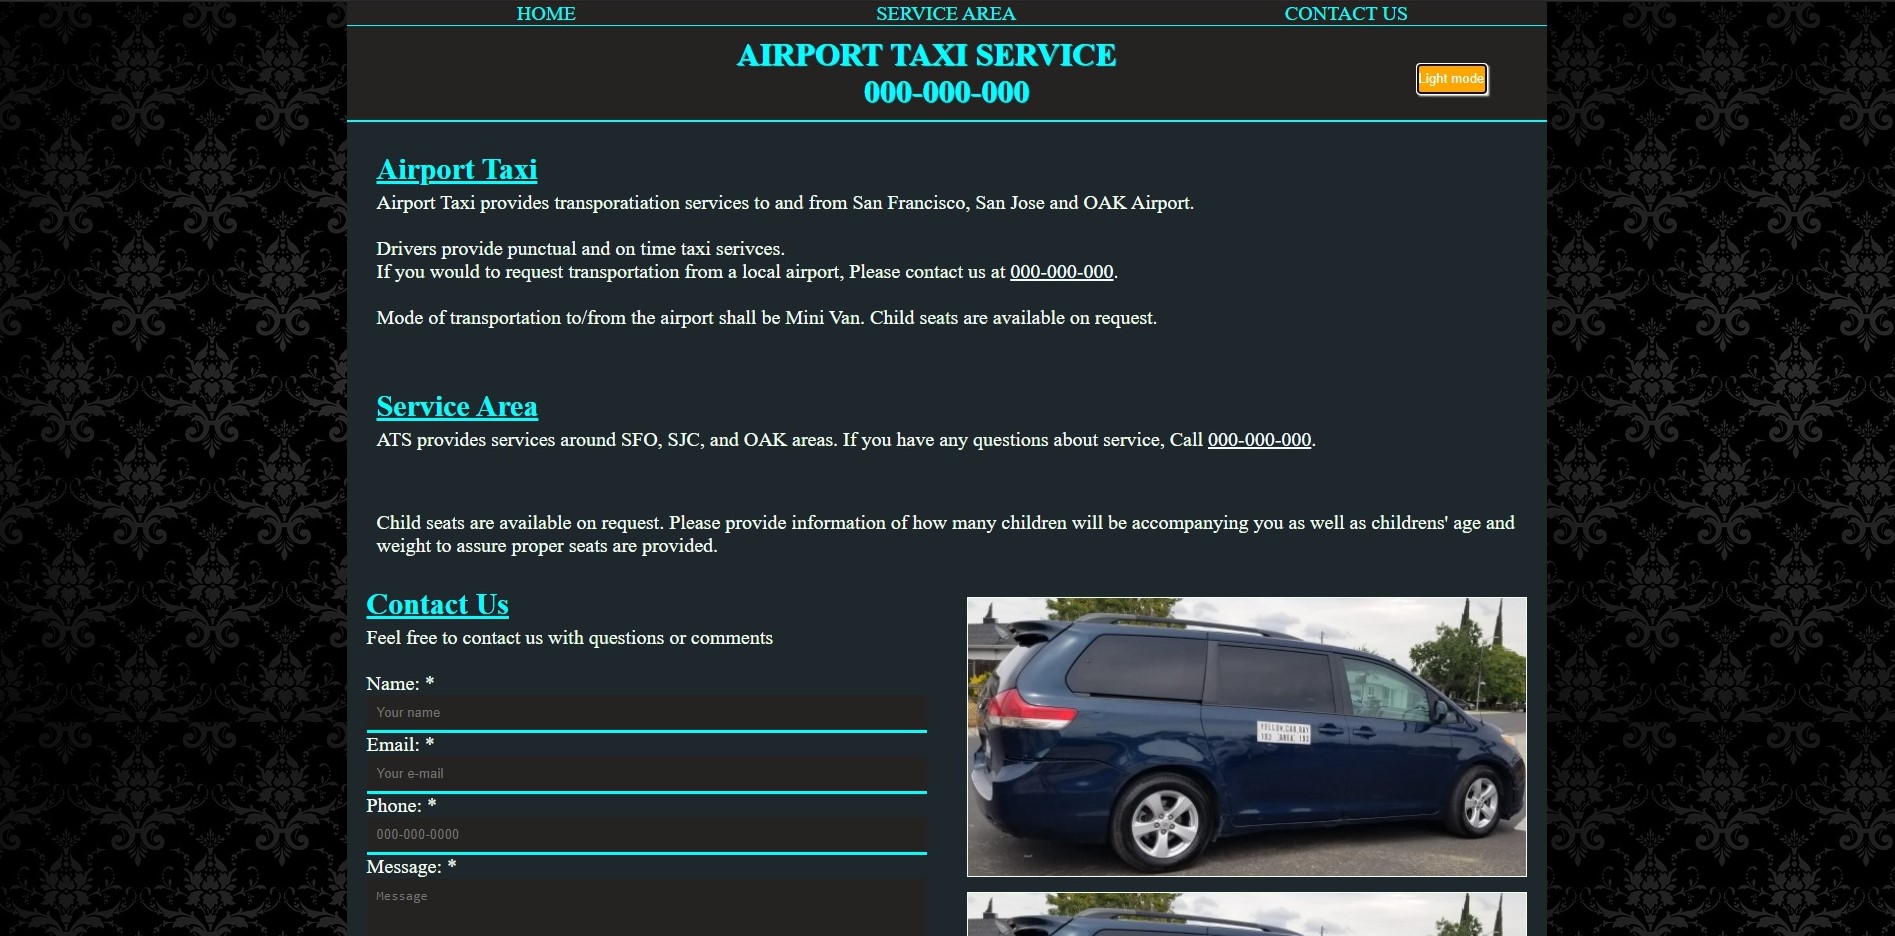 HOME SERVICE AREA CONTACT US
AIRPORT TAXI SERVICE
000-000-000
Light mode
Airport Taxi
Airport Taxi provides transporatiation services to and from San Francisco, San Jose and OAK Airport.
Drivers provide punctual and on time taxi serivces.
If you would to request transportation from a local airport, Please contact us at 000-000-000.
Mode of transportation to/from the airport shall be Mini Van. Child seats are available on request.
Service Area
ATS provides services around SFO, SJC, and OAK areas. If you have any questions about service, Call 000-000-000.
Child seats are available on request. Please provide information of how many children will be accompanying you as well as childrens' age and
weight to assure proper seats are provided.
Contact Us
Feel free to contact us with questions or comments
Name: *
Your name
Email: *
Your e-mail
Phone: *
000-000-0000
Message: *
Message
YELLOW CAB BAY
AREA